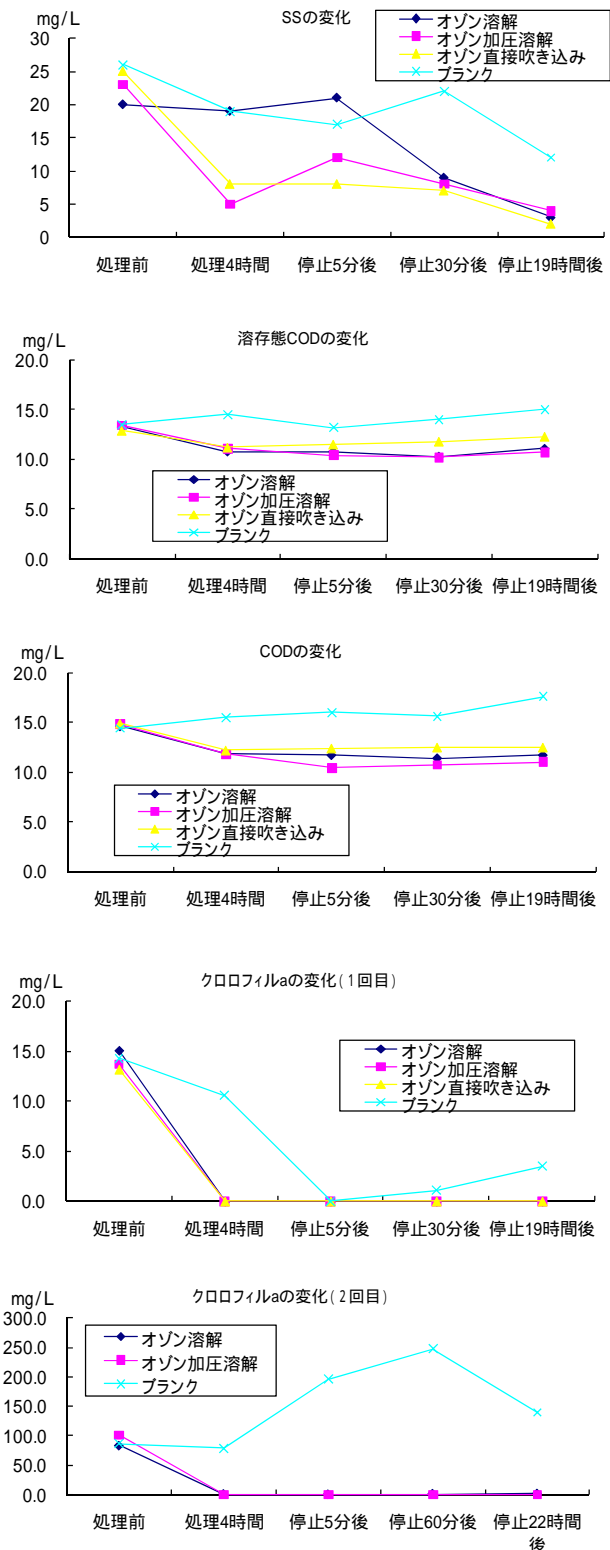 mg/L
SSの変化
オゾン溶解
オゾン加圧溶解
オゾン直接吹き込み
ブランク
30
25
20
15
10
5
0
処理前 処理4時間 停止5分後 停止30分後 停止19時間後
mg/L
溶存態CODの変化
20.0
15.0
10.0
5.0
0.0
オゾン溶解
オゾン加圧溶解
オゾン直接吹き込み
ブランク
処理前 処理4時間 停止5分後 停止30分後 停止19時間後
mg/L
CODの変化
20.0
15.0
10.0
5.0
0.0
オゾン溶解
オゾン加圧溶解
オゾン直接吹き込み
ブランク
処理前 処理4時間 停止5分後 停止30分後 停止19時間後
mg/L
クロロフィルaの変化(1回目)
20.0
15.0
10.0
5.0
0.0
オゾン溶解
オゾン加圧溶解
オゾン直接吹き込み
ブランク
処理前 処理4時間 停止5分後 停止30分後 停止19時間後
mg/L
クロロフィルaの変化(2回目)
300.0
250.0
200.0
150.0
100.0
50.0
0.0
オゾン溶解
オゾン加圧溶解
ブランク
処理前 処理4時間 停止5分後 停止60分後 停止22時間
後